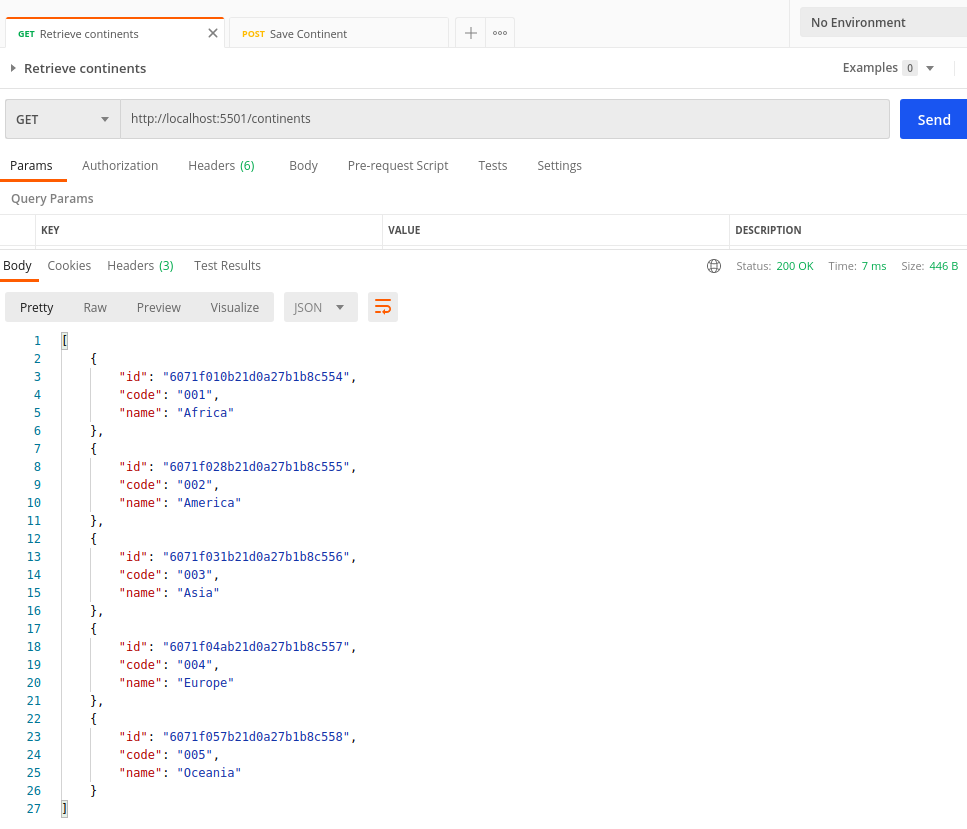 GET Retrieve continents POST Save Continent No Environment
Retrieve continents Examples 0
GET http://localhost:5501/continents Send
Params Authorization Headers (6) Body Pre-request Script Tests Settings
Query Params
KEY VALUE DESCRIPTION
Body Cookies Headers (3) Test Results Status: 200 OK Time: 7 ms Size: 446 B
Pretty Raw Preview Visualize JSON
1 [
2 {
3 "id": "6071f010b21d0a27b1b8c554",
4 "code": "001",
5 "name": "Africa"
6 },
7 {
8 "id": "6071f028b21d0a27b1b8c555",
9 "code": "002",
10 "name": "America"
11 },
12 {
13 "id": "6071f031b21d0a27b1b8c556",
14 "code": "003",
15 "name": "Asia"
16 },
17 {
18 "id": "6071f04ab21d0a27b1b8c557",
19 "code": "004",
20 "name": "Europe"
21 },
22 {
23 "id": "6071f057b21d0a27b1b8c558",
24 "code": "005",
25 "name": "Oceania"
26 }
27 ]